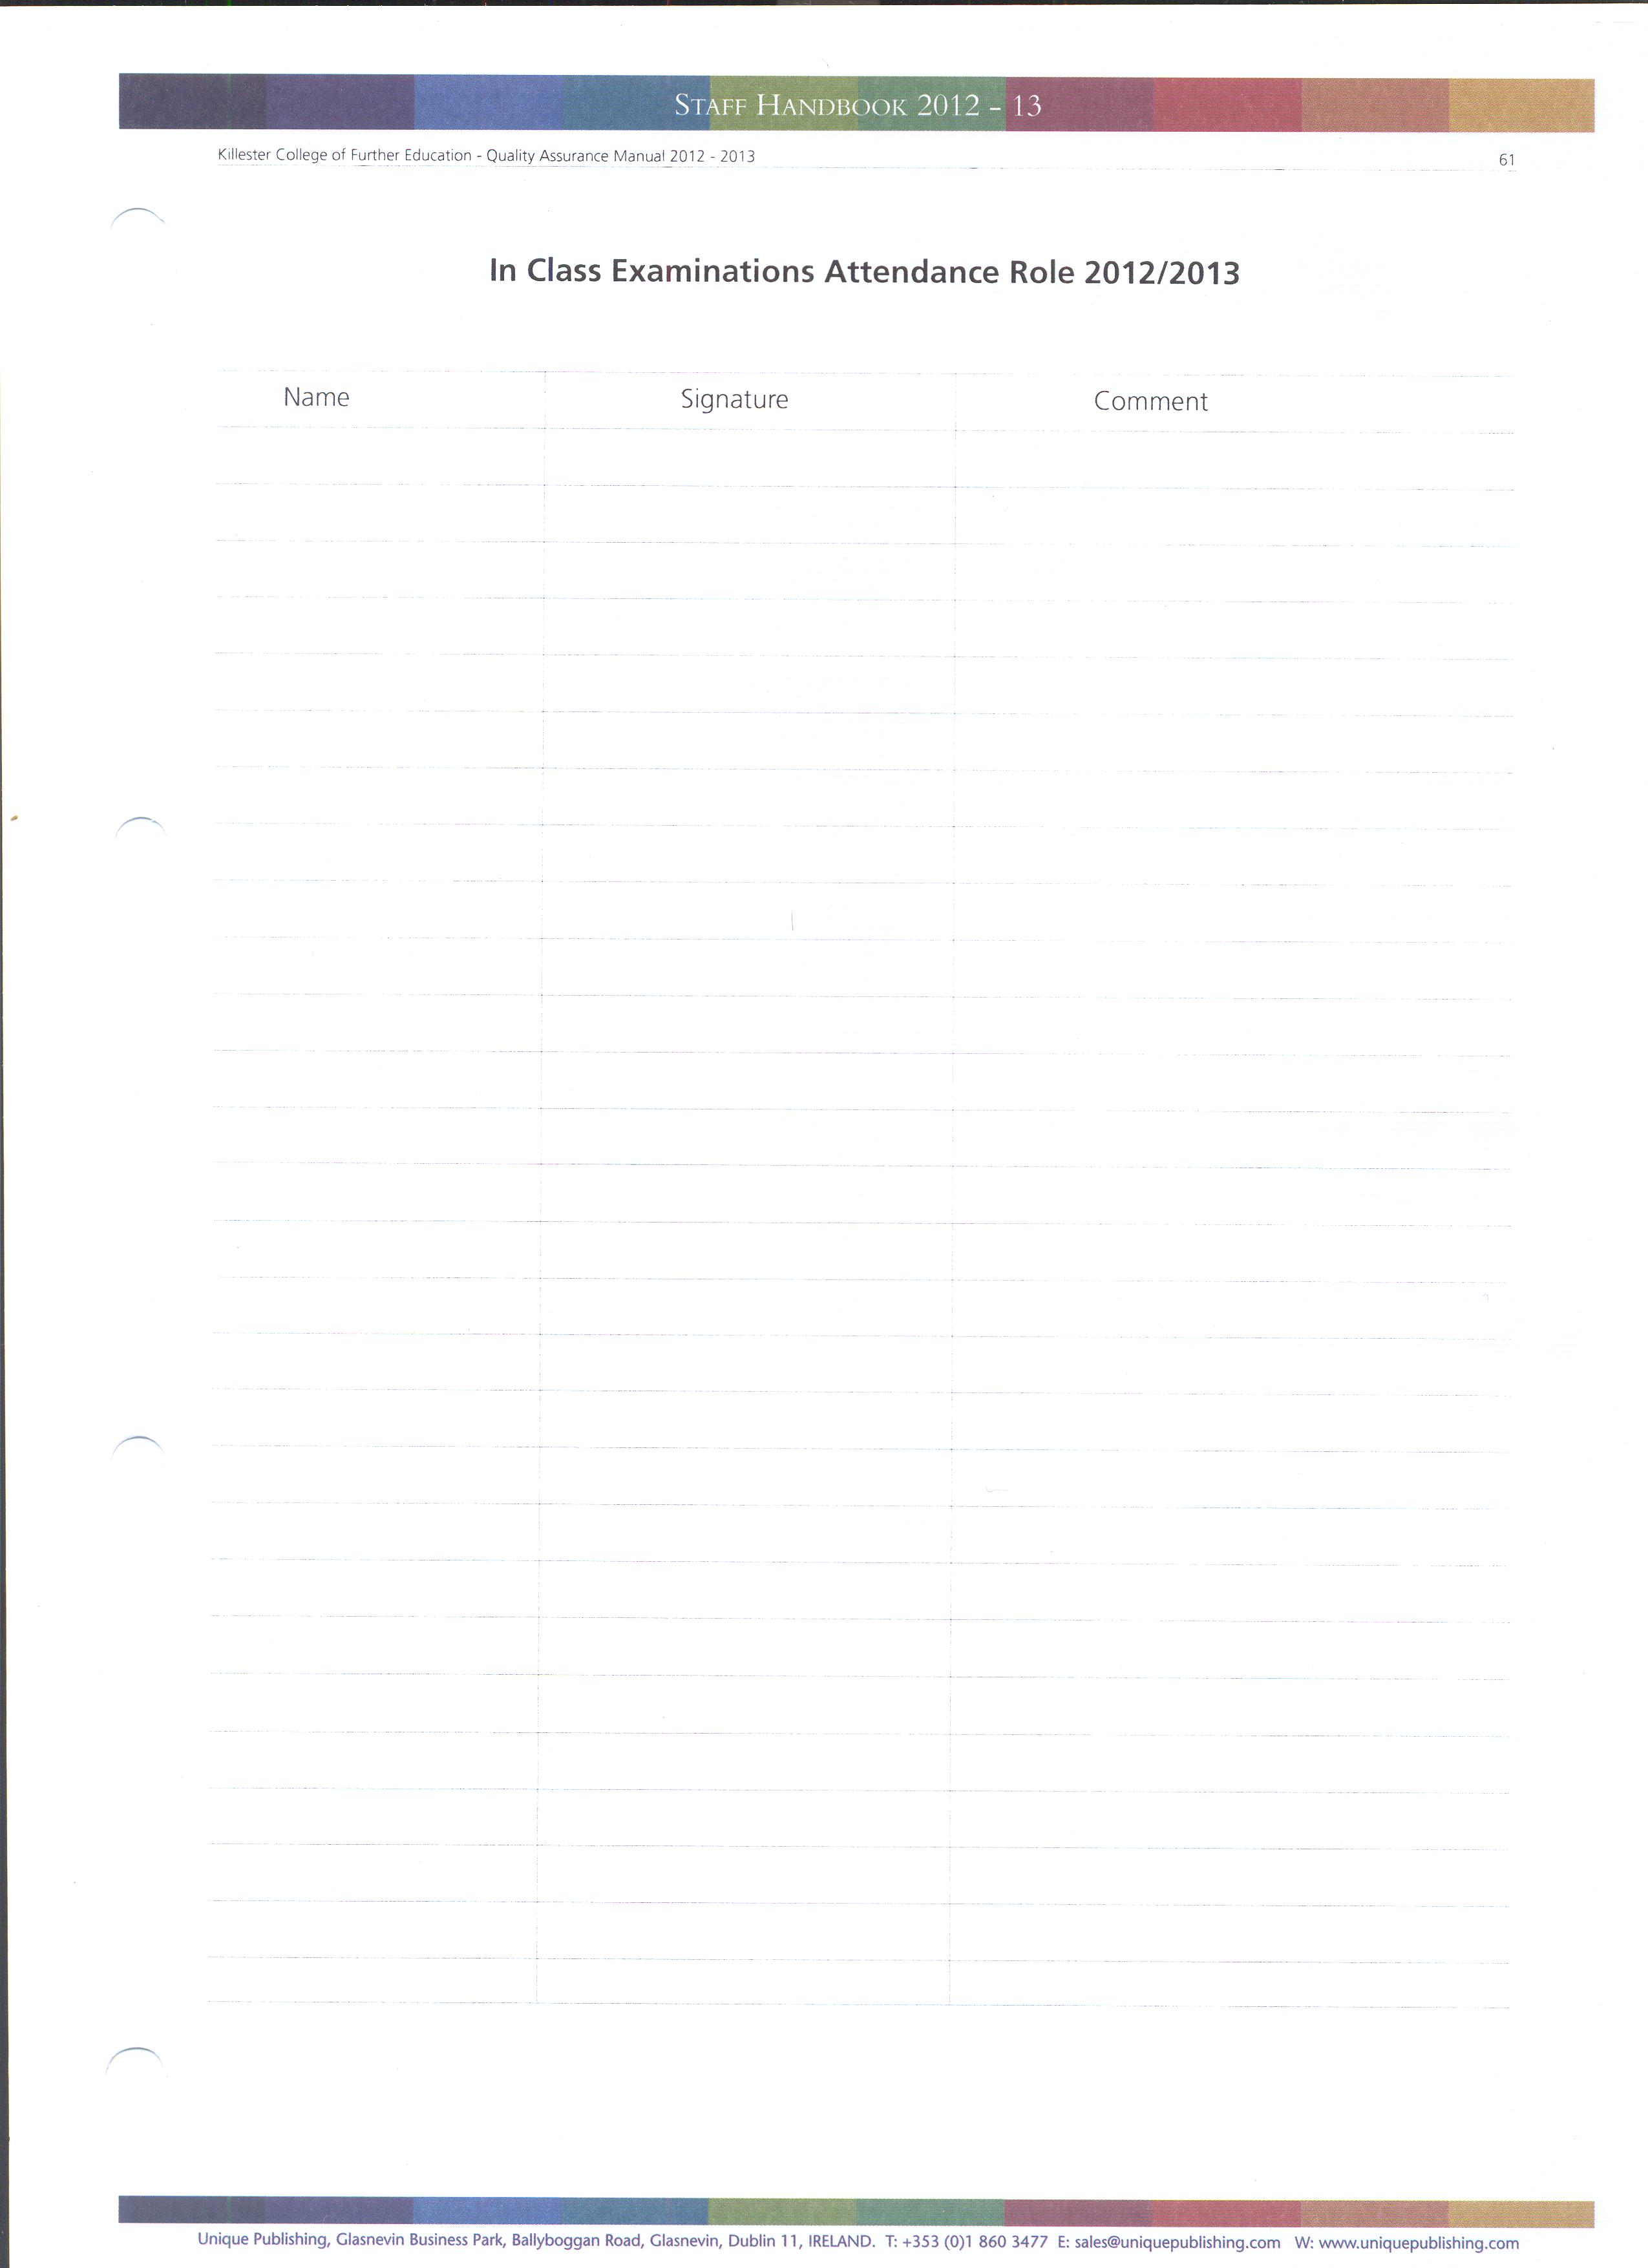 STAFF HANDBOOK 2012 – 13
Killester College of Further Education - Quality Assurance Manual 2012 - 2013 61
In Class Examinations Attendance Role 2012/2013
Name Signature Comment
Unique Publishing, Glasnevin Business Park, Ballyboggan Road, Glasnevin, Dublin 11, IRELAND. T: +353 (0)1 860 3477 E: sales@uniquepublishing.com W: www.uniquepublishing.com